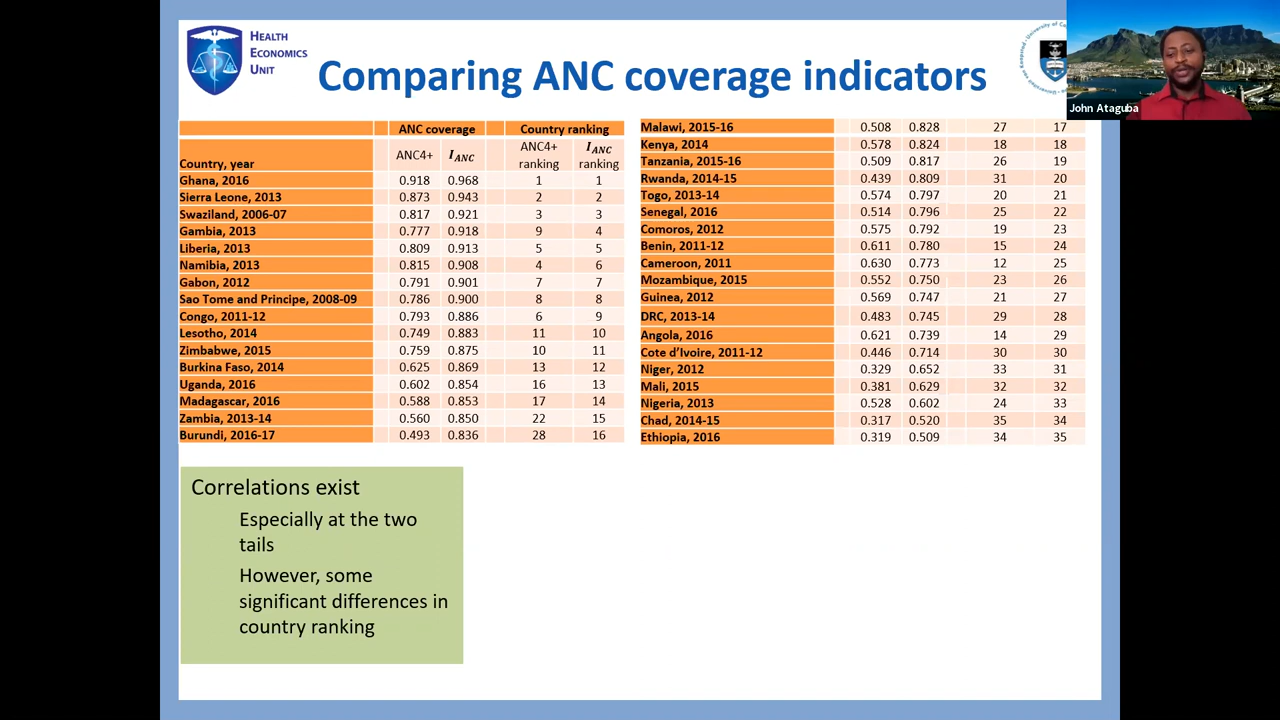 HEALTH
ECONOMICS
UNIT
Comparing ANC coverage indicators
John Ataguba
ANC coverage Country ranking
Country, year ANC4+ I_ANC ANC4+ ranking I_ANC ranking
Ghana, 2016 0.918 0.968 1 1
Sierra Leone, 2013 0.873 0.943 2 2
Swaziland, 2006-07 0.817 0.921 3 3
Gambia, 2013 0.777 0.918 9 4
Liberia, 2013 0.809 0.913 5 5
Namibia, 2013 0.815 0.908 4 6
Gabon, 2012 0.791 0.901 7 7
Sao Tome and Principe, 2008-09 0.786 0.900 8 8
Congo, 2011-12 0.793 0.886 6 9
Lesotho, 2014 0.749 0.883 11 10
Zimbabwe, 2015 0.759 0.875 10 11
Burkina Faso, 2014 0.625 0.869 13 12
Uganda, 2016 0.602 0.854 16 13
Madagascar, 2016 0.588 0.853 17 14
Zambia, 2013-14 0.560 0.850 22 15
Burundi, 2016-17 0.493 0.836 28 16
Malawi, 2015-16 0.508 0.828 27 17
Kenya, 2014 0.578 0.824 18 18
Tanzania, 2015-16 0.509 0.817 26 19
Rwanda, 2014-15 0.439 0.809 31 20
Togo, 2013-14 0.574 0.797 20 21
Senegal, 2016 0.514 0.796 25 22
Comoros, 2012 0.575 0.792 19 23
Benin, 2011-12 0.611 0.780 15 24
Cameroon, 2011 0.630 0.773 12 25
Mozambique, 2015 0.552 0.750 23 26
Guinea, 2012 0.569 0.747 21 27
DRC, 2013-14 0.483 0.745 29 28
Angola, 2016 0.621 0.739 14 29
Cote d'Ivoire, 2011-12 0.446 0.714 30 30
Niger, 2012 0.329 0.652 33 31
Mali, 2015 0.381 0.629 32 32
Nigeria, 2013 0.528 0.602 24 33
Chad, 2014-15 0.317 0.520 35 34
Ethiopia, 2016 0.319 0.509 34 35
Correlations exist
Especially at the two
tails
However, some
significant differences in
country ranking